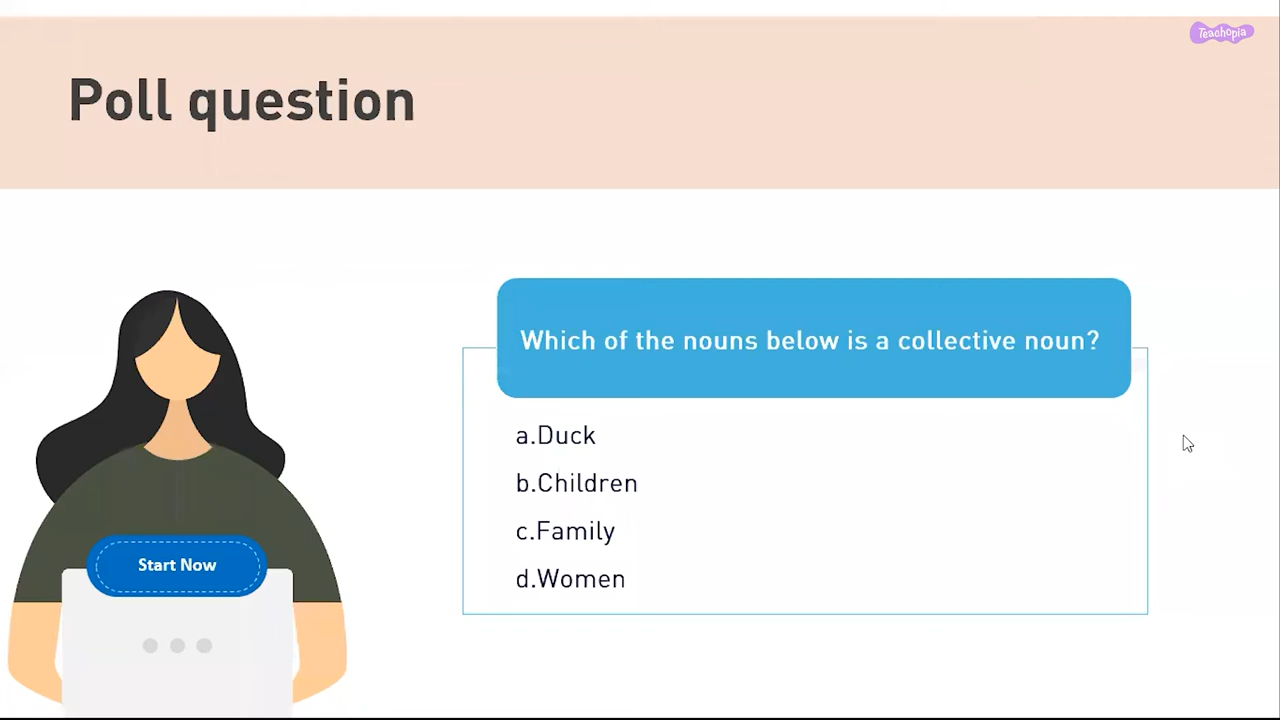 Teachopia
Poll question
Which of the nouns below is a collective noun?
a.Duck
b.Children
c.Family
d.Women
Start Now